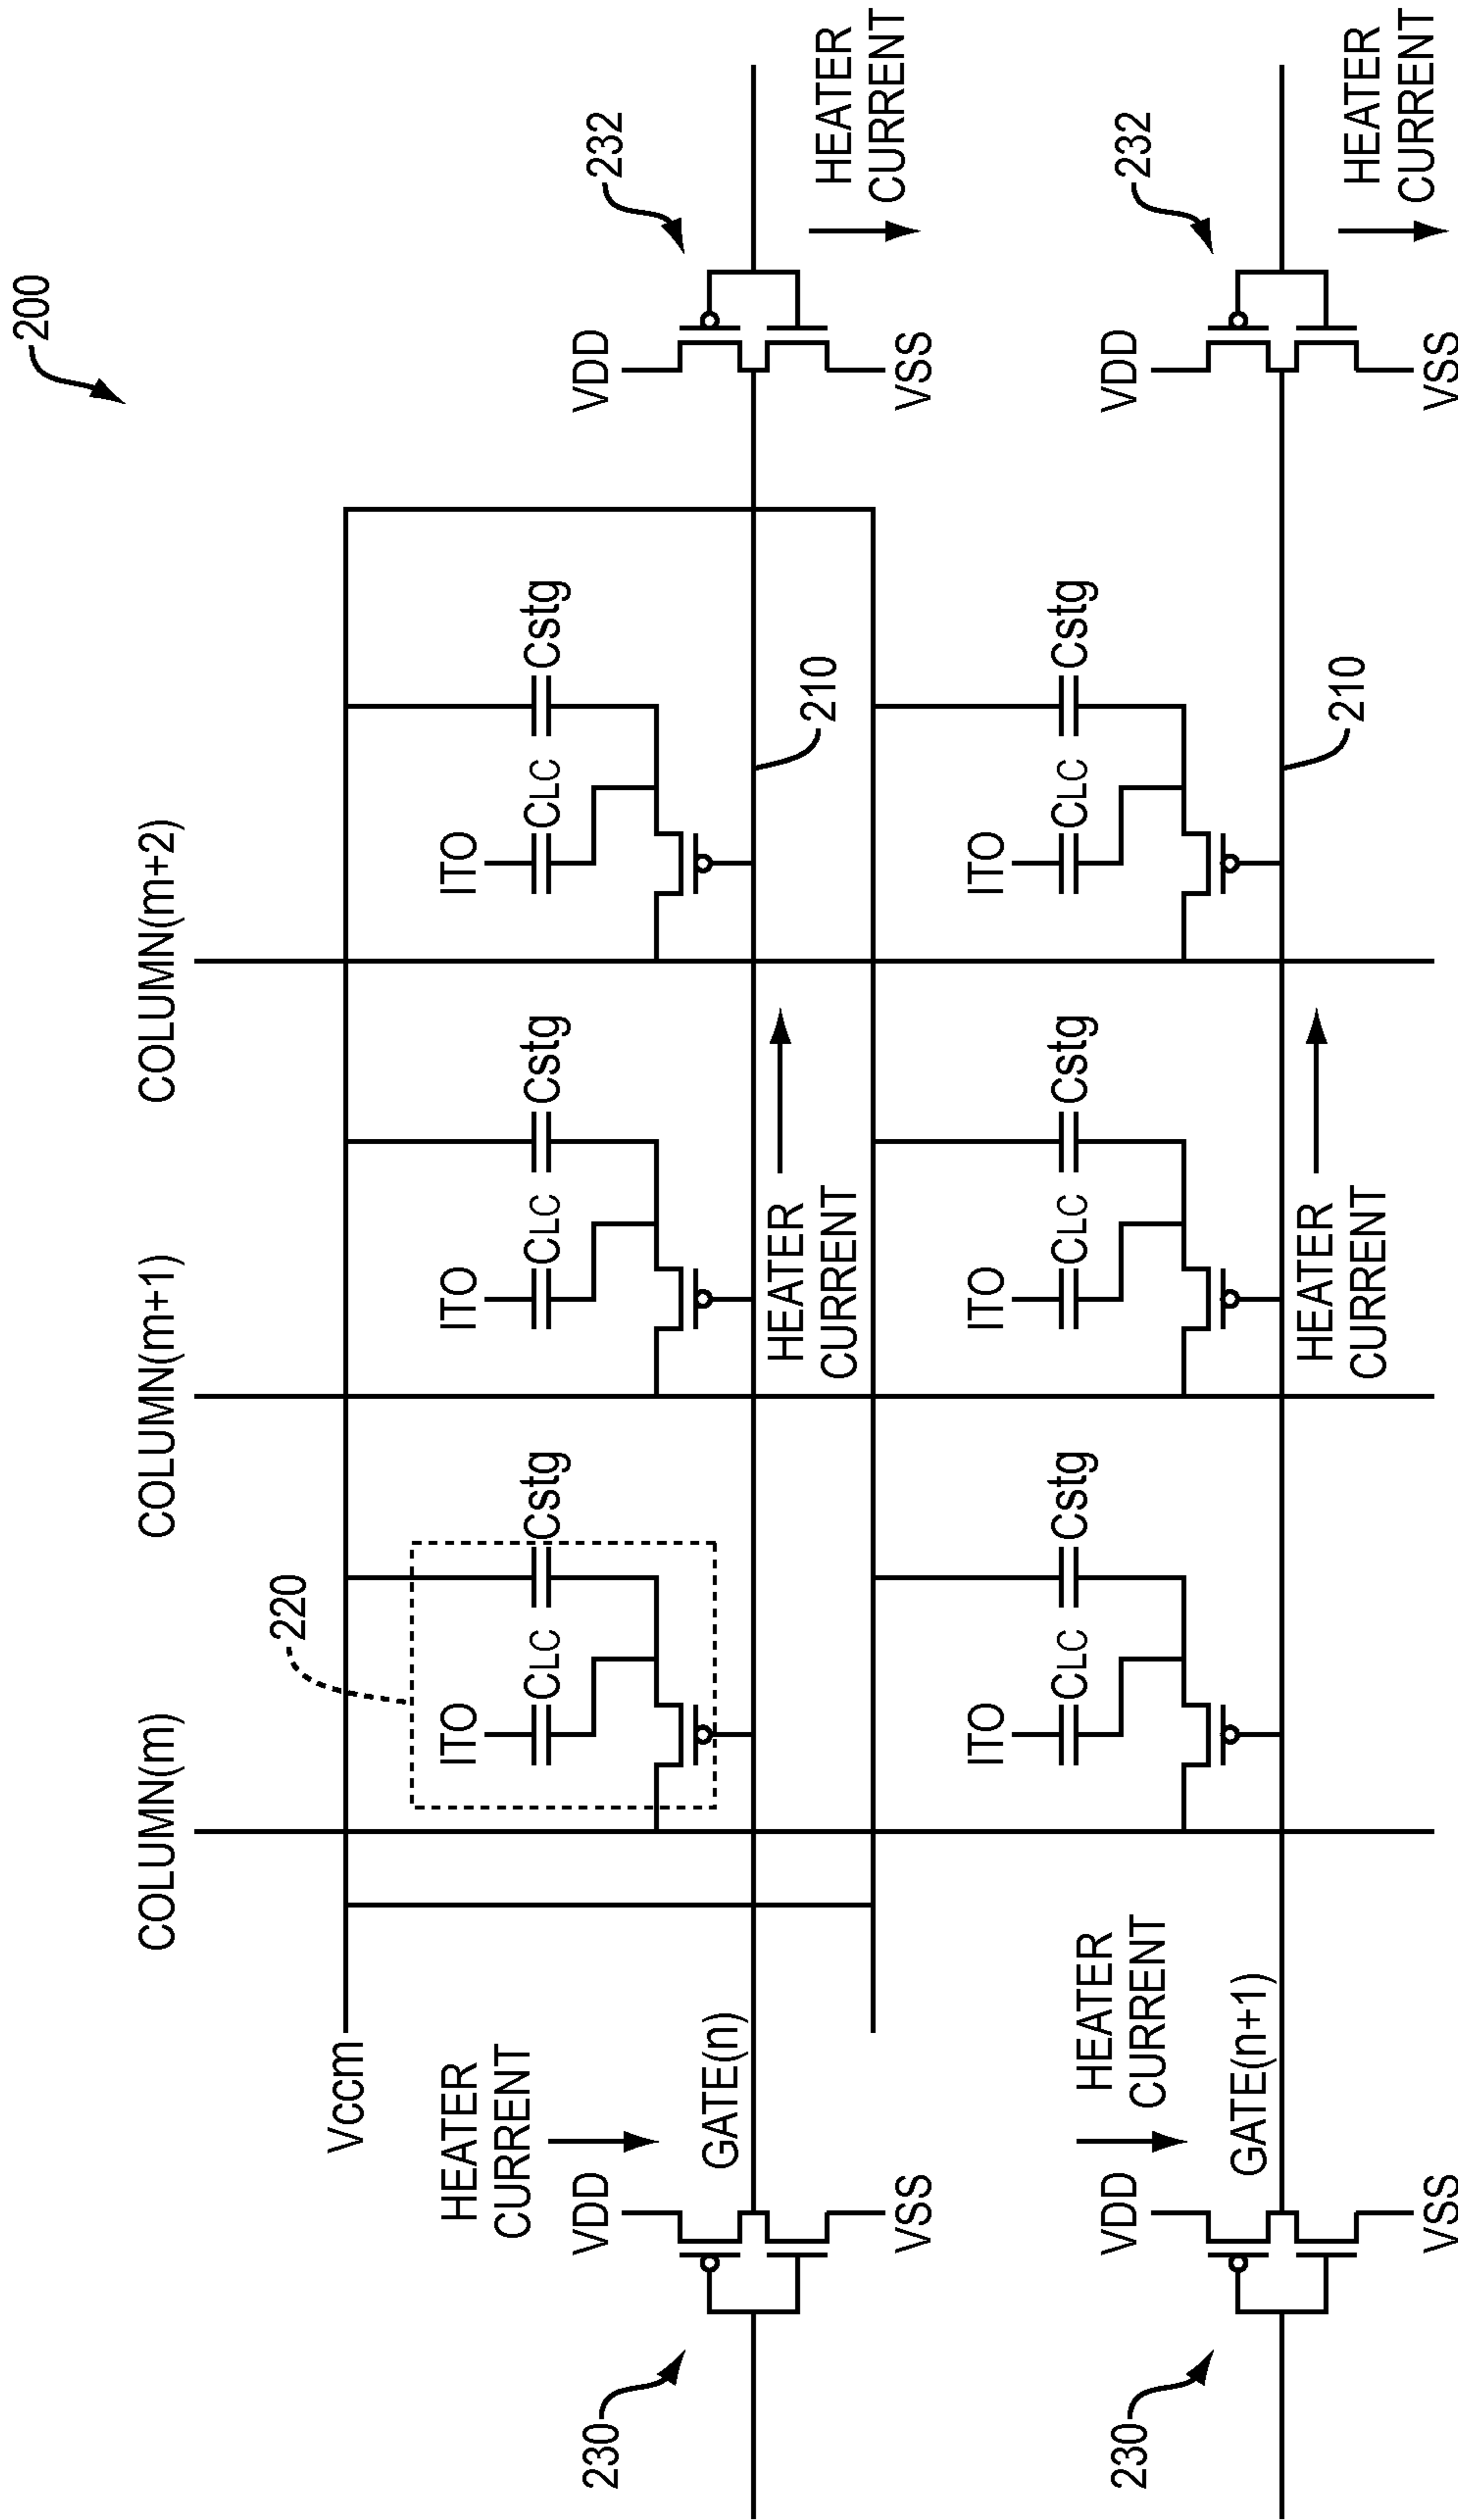 200
COLUMN(m)
COLUMN(m+1)
COLUMN(m+2)
220
Vccm
ITO
CLC
Cstg
ITO
CLC
Cstg
ITO
CLC
Cstg
HEATER
CURRENT
230
VDD
VSS
GATE(n)
HEATER
CURRENT
210
VDD
VSS
232
HEATER
CURRENT
ITO
CLC
Cstg
ITO
CLC
Cstg
ITO
CLC
Cstg
HEATER
CURRENT
230
VDD
VSS
GATE(n+1)
HEATER
CURRENT
210
VDD
VSS
232
HEATER
CURRENT